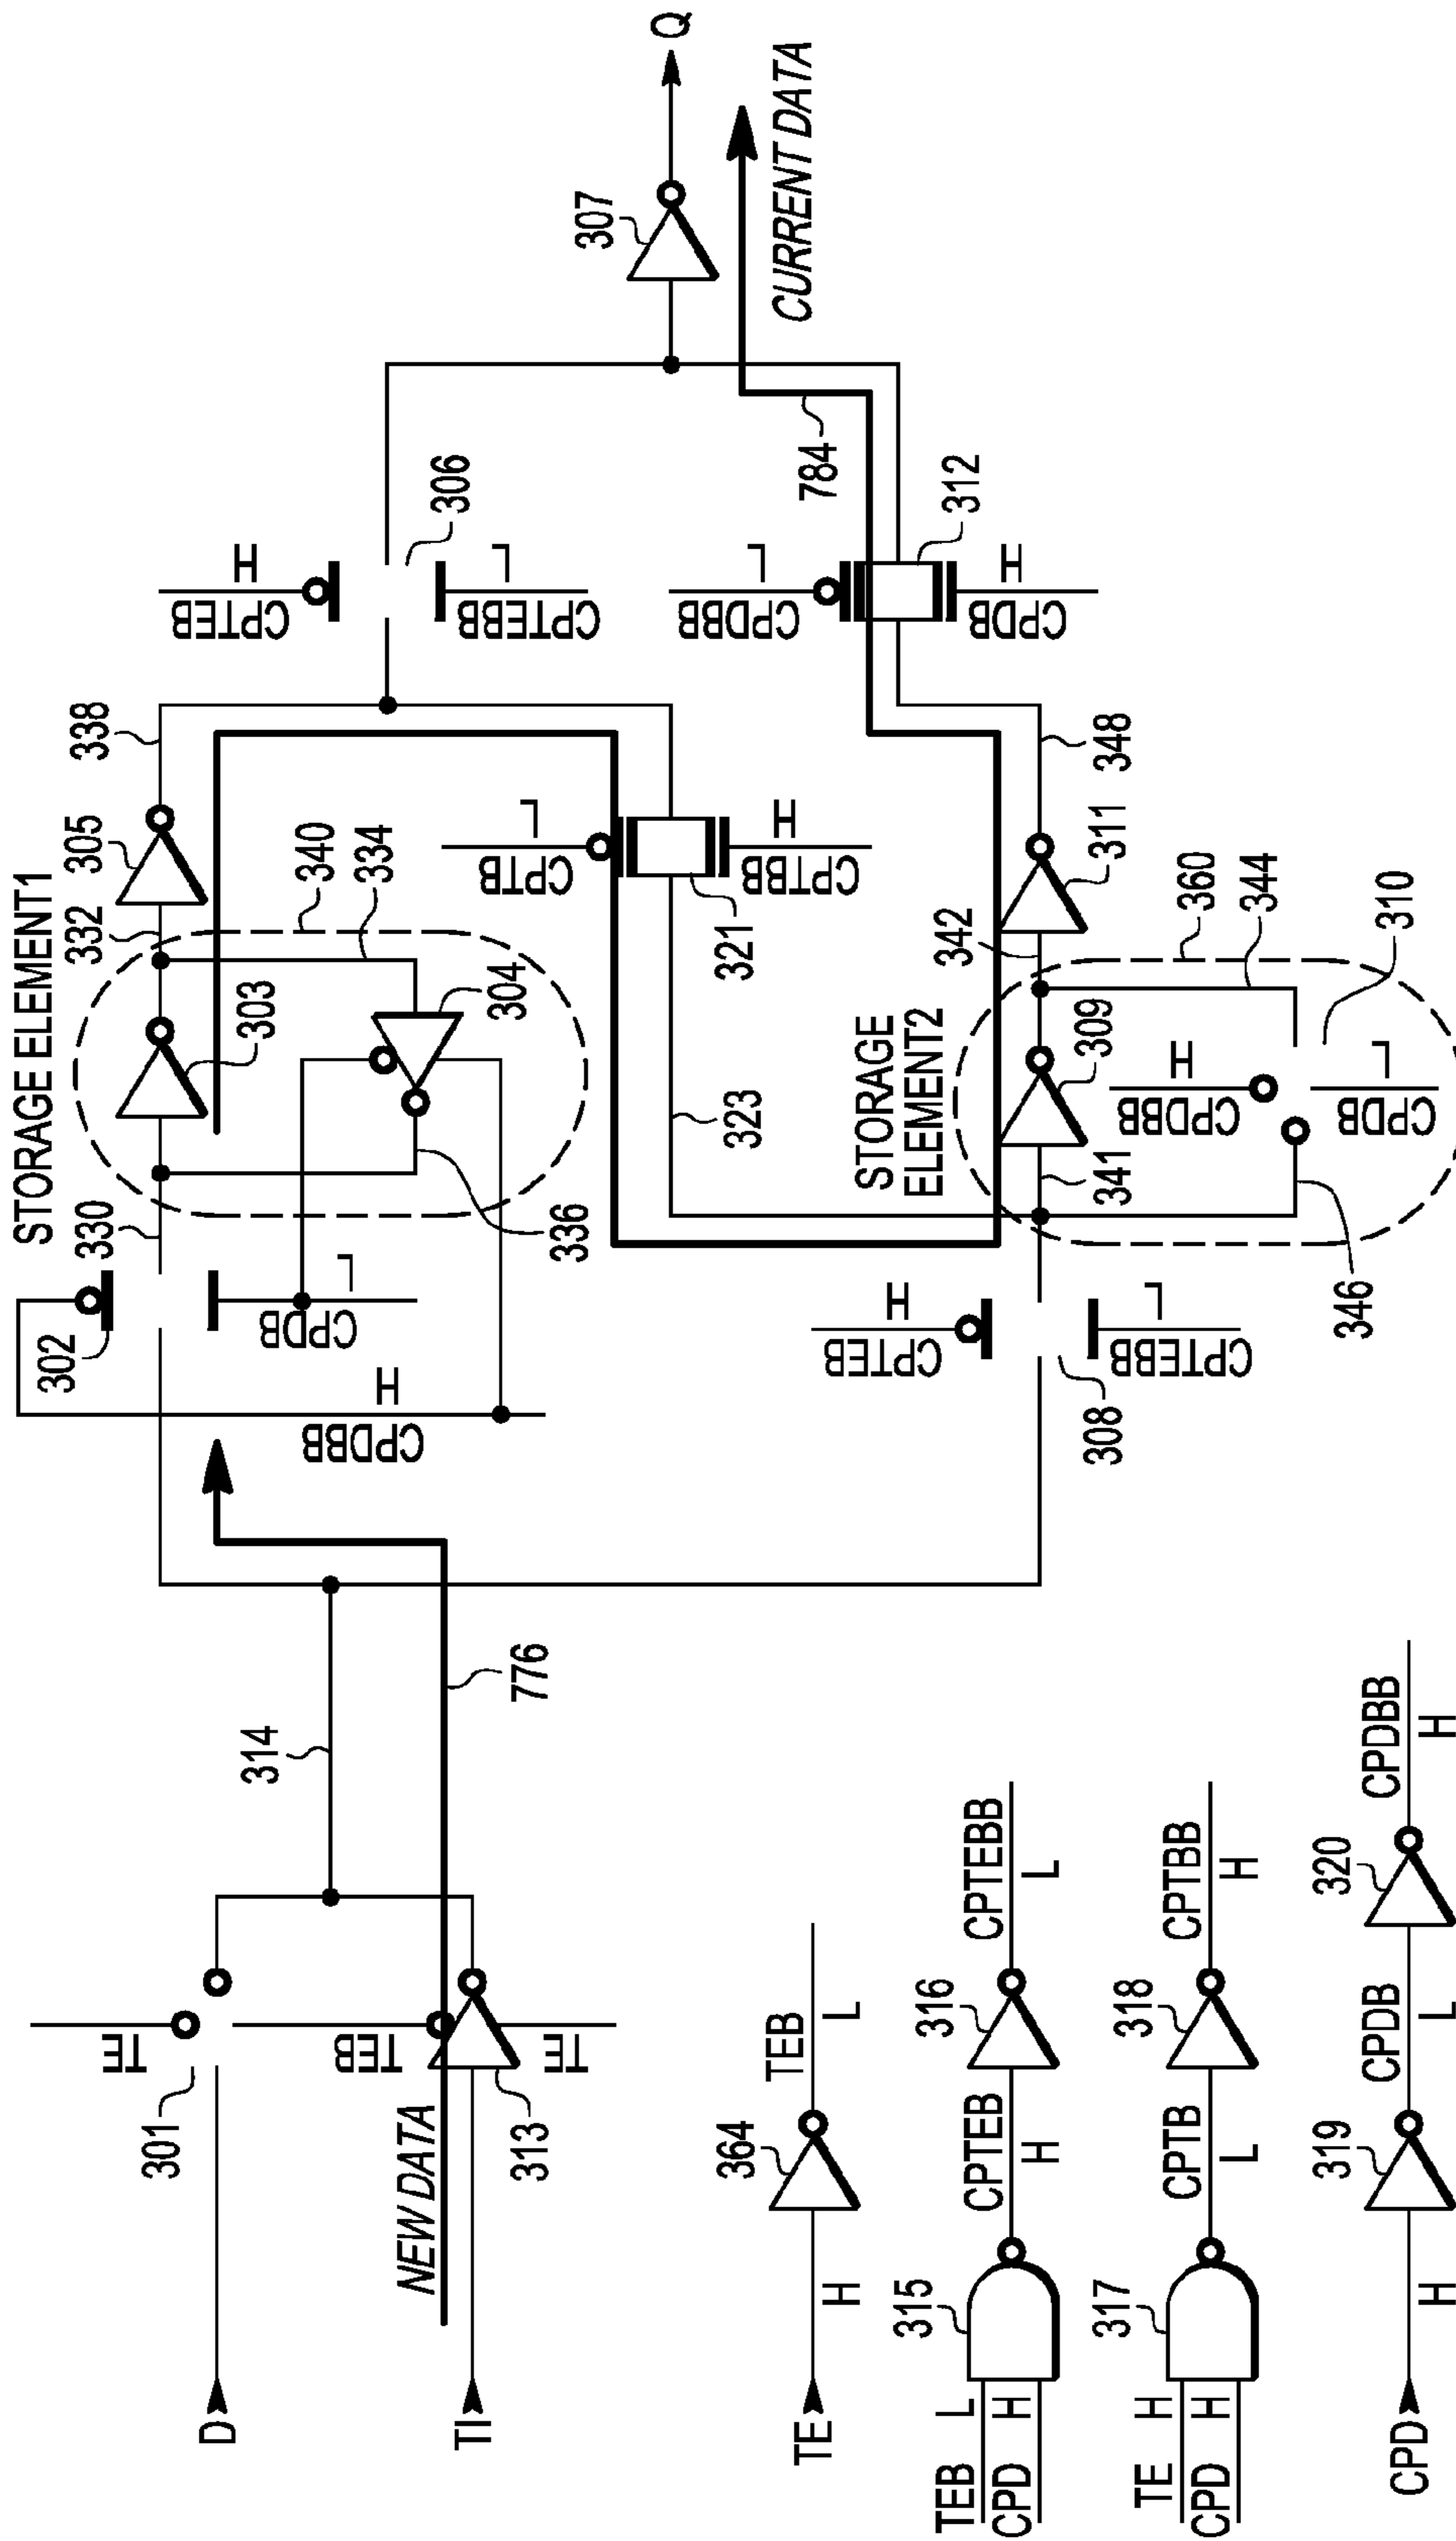 D
TI
301
TE
TEB
TE
313
NEW DATA
314
776
STORAGE ELEMENT1
302
330
CPDB
L
CPDBB
H
336
303
304
332
334
340
305
338
CPTB
L
321
CPTBB
H
323
CPTEB
H
306
CPTEBB
L
307
Q
CURRENT DATA
784
CPDBB
L
312
CPDB
H
STORAGE
ELEMENT2
CPTEB
H
308
CPTEBB
L
341
346
309
CPDBB
H
CPDB
L
310
342
344
360
311
348
TE
H
364
TEB
L
TEB L
CPD H
315
CPTEB
H
316
CPTEBB
L
TE H
CPD H
317
CPTB
L
318
CPTBB
H
CPD
H
319
CPDB
L
320
CPDBB
H